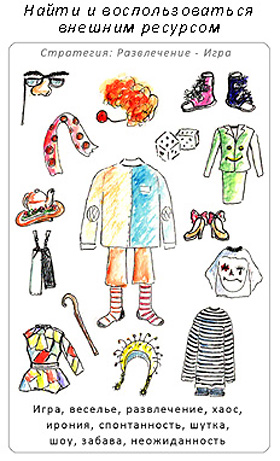 Найти и воспользоваться
внешним ресурсом
Стратегия: Развлечение - Игра
Игра, веселье, развлечение, хаос,
ирония, спонтанность, шутка,
шоу, забава, неожиданность